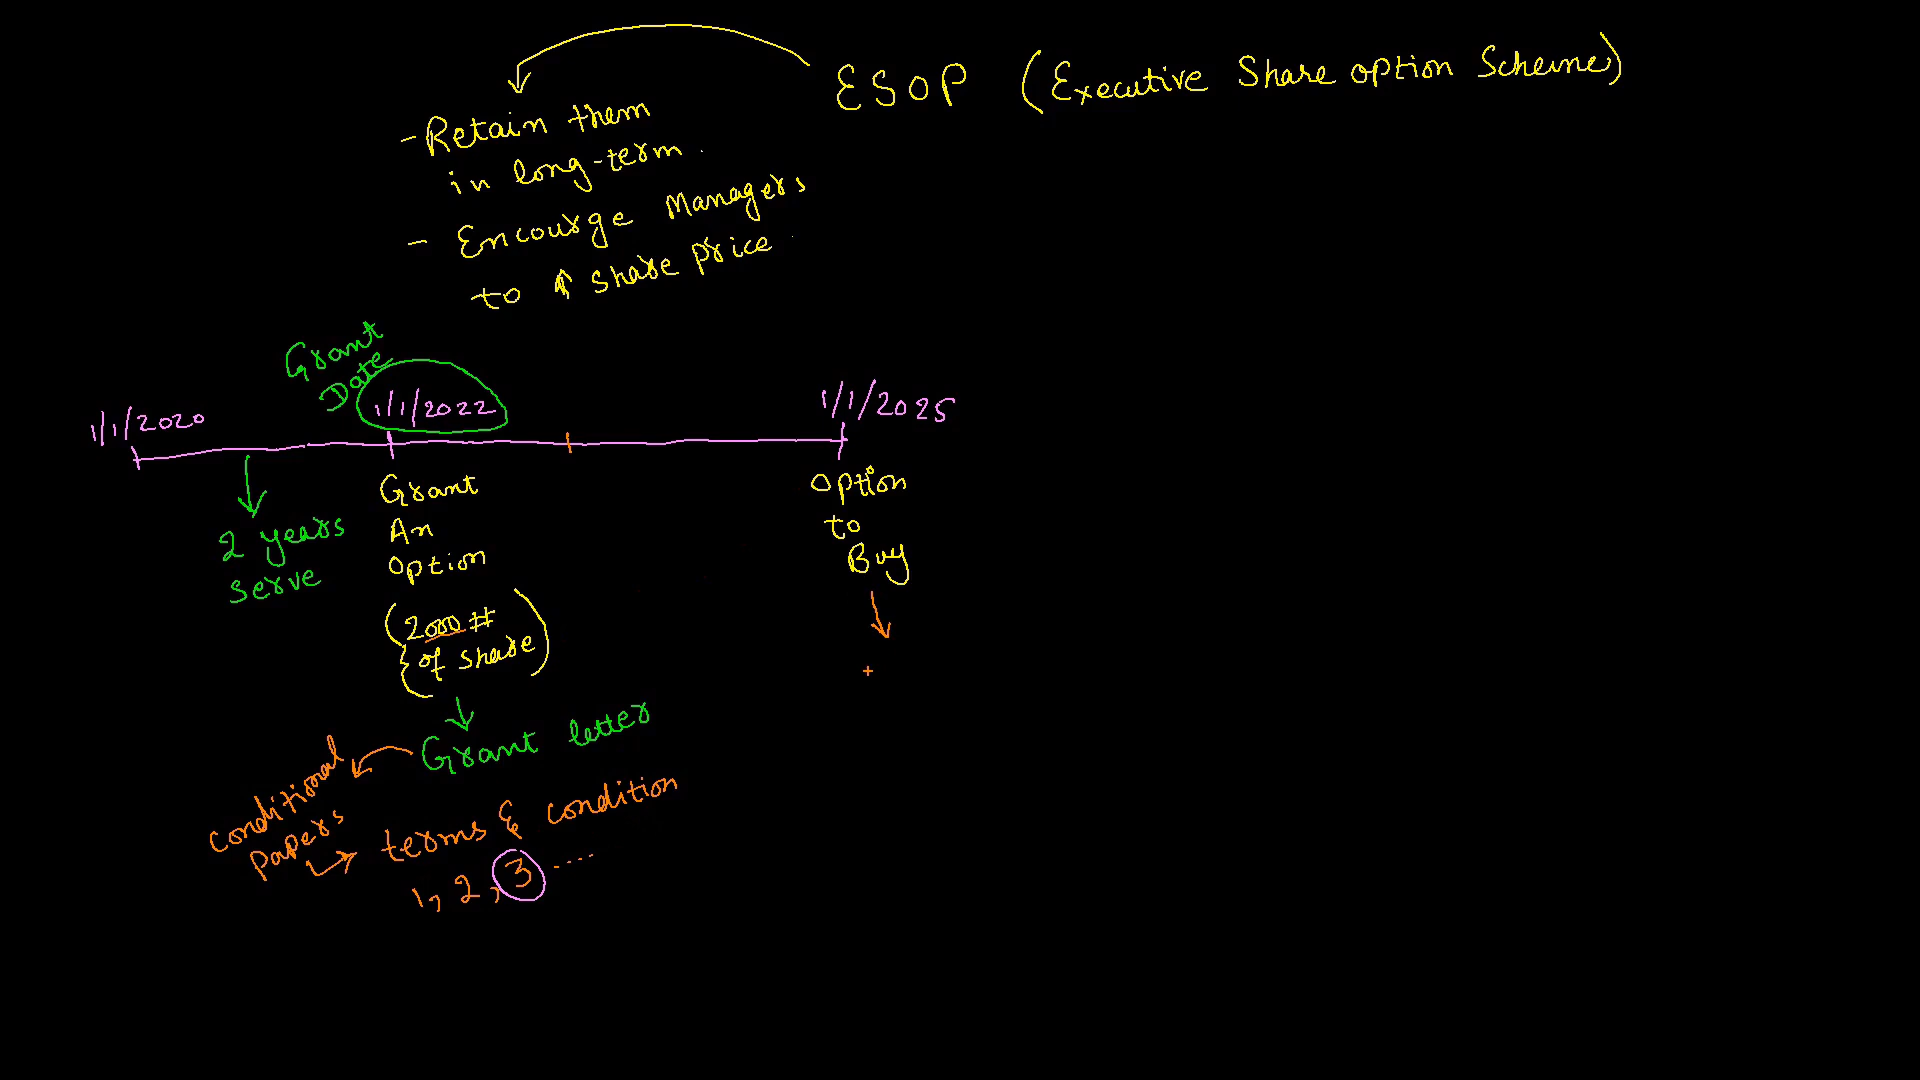 ESOP (Executive Share option Scheme)
- Retain them
in long-term.
- Encourge Managers
to ↑ share price.
Grant
Date
1/1/2020
1/1/2022
1/1/2025
2 years
serve
Grant
An
Option
(2000 #
of share)
Option
to
Buy
Grant letter
conditional
papers
terms & condition
1, 2, 3 ....